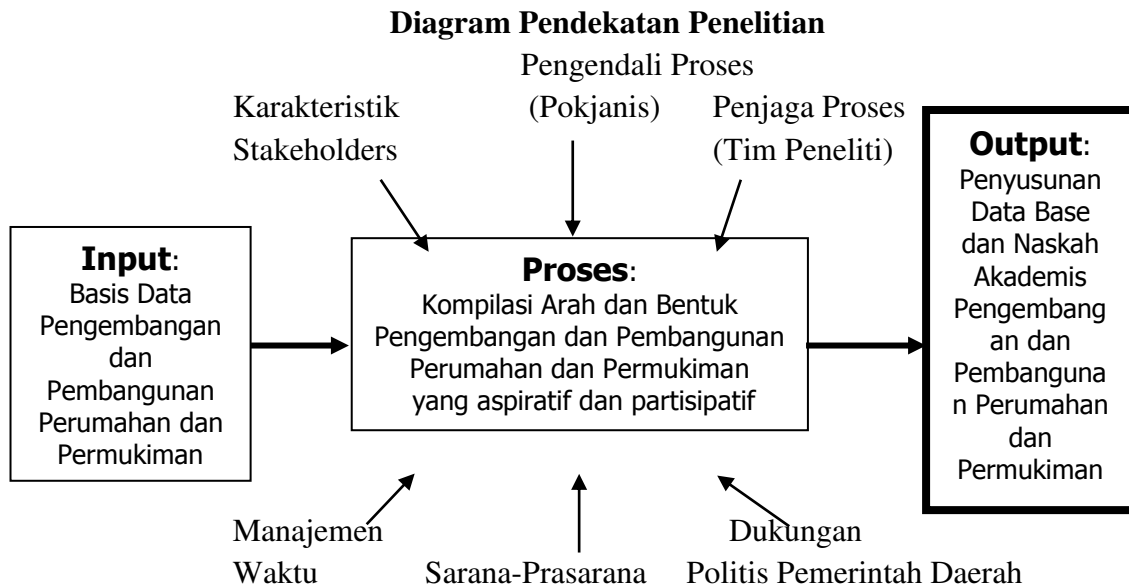 Diagram Pendekatan Penelitian
Pengendali Proses
(Pokjanis)
Karakteristik
Stakeholders
Penjaga Proses
(Tim Peneliti)
Input:
Basis Data
Pengembangan
dan
Pembangunan
Perumahan dan
Permukiman
Proses:
Kompilasi Arah dan Bentuk
Pengembangan dan Pembangunan
Perumahan dan Permukiman
yang aspiratif dan partisipatif
Output:
Penyusunan
Data Base
dan Naskah
Akademis
Pengembang
an dan
Pembanguna
n Perumahan
dan
Permukiman
Manajemen
Waktu
Sarana-Prasarana
Dukungan
Politis Pemerintah Daerah